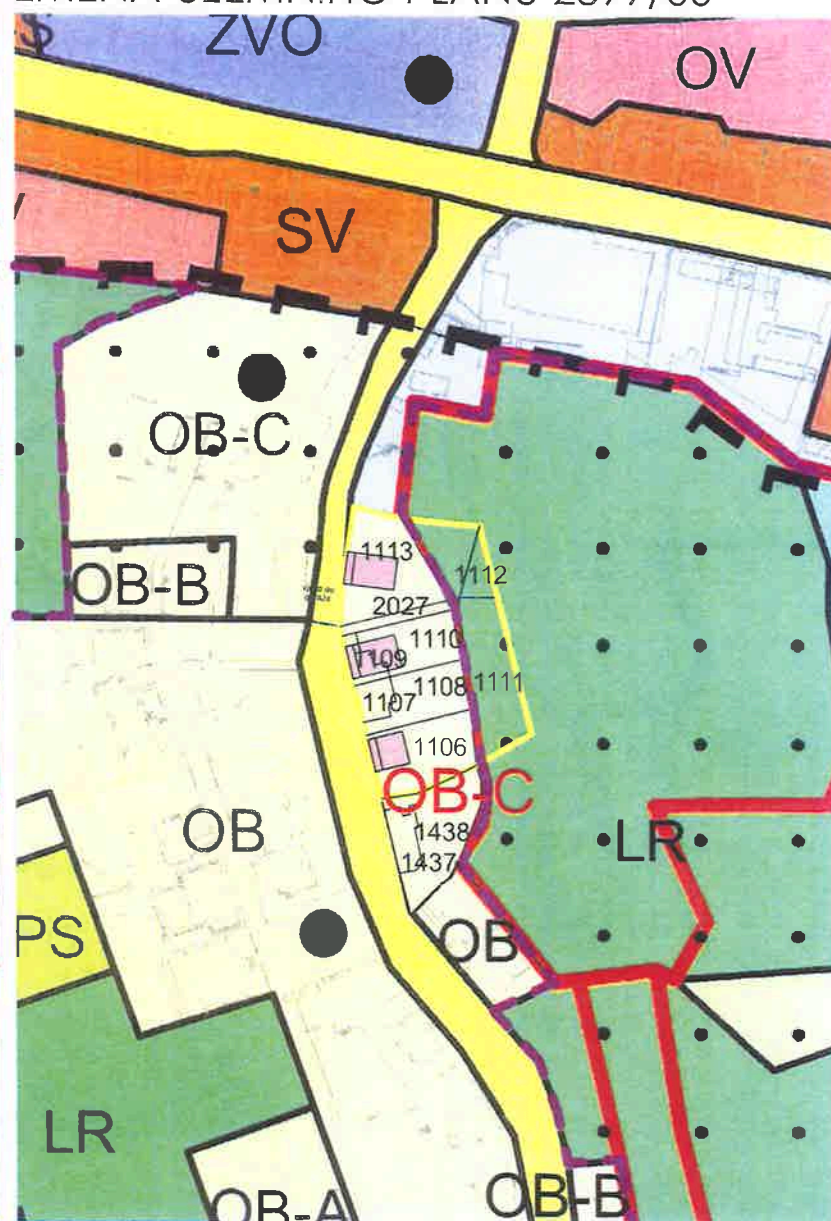 ZVO
OV
SV
OB-C
OB-B
1113
1112
2027
1110
1109
1108
1111
1107
1106
OB-C
OB
1438
LR
1437
PS
OB
LR
OB-A
OB-B